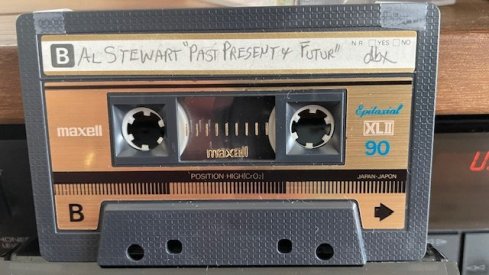 B AL STEWART "PAST PRESENT & FUTUR" N.R. □YES □NO
dbx
Epitaxial
maxell
XLII
90
maxell
POSITION·HIGH(CrO₂)
JAPAN·JAPON
B